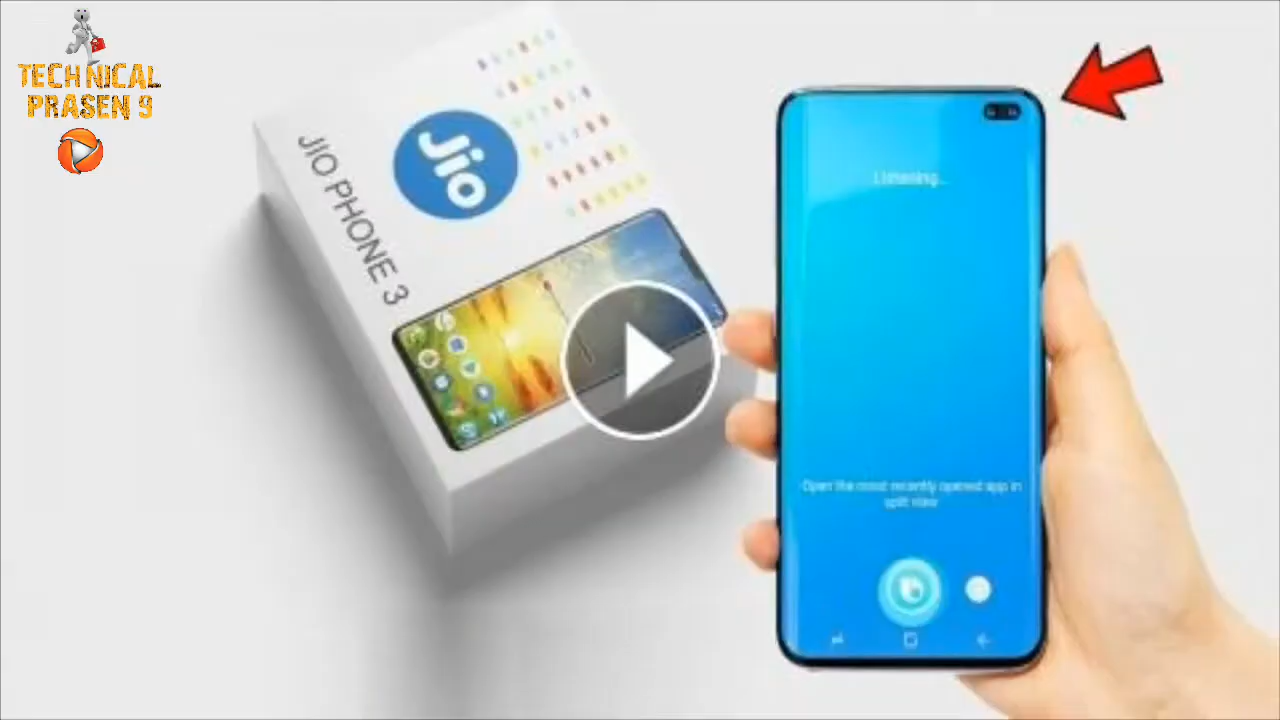 TECHNICAL
PRASEN 9
JIO PHONE 3
Jio
Listening...
Open the most recently opened app in
split view